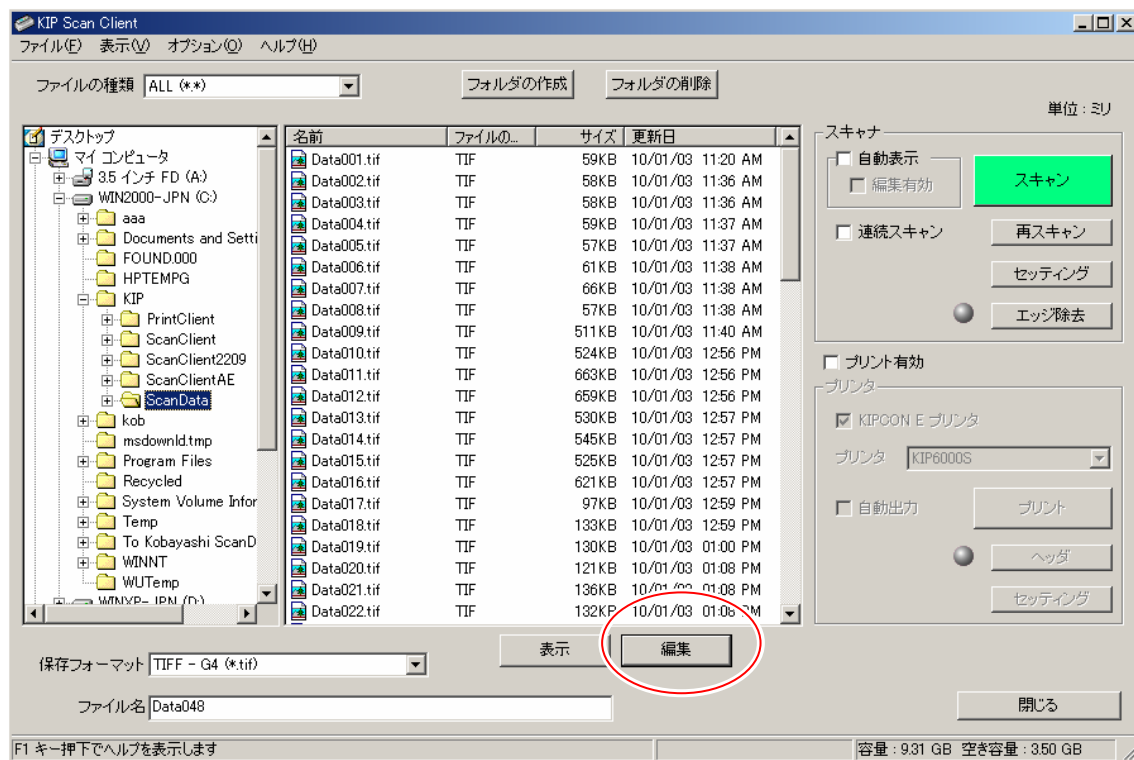 KIP Scan Client
ファイル(F) 表示(V) オプション(O) ヘルプ(H)
ファイルの種類 ALL (*.*) フォルダの作成 フォルダの削除
単位 : ミリ
デスクトップ
マイ コンピュータ
3.5 インチ FD (A:)
WIN2000-JPN (C:)
aaa
Documents and Setti
FOUND.000
HPTEMPG
KIP
PrintClient
ScanClient
ScanClient2209
ScanClientAE
ScanData
kob
msdownld.tmp
Program Files
Recycled
System Volume Infor
Temp
To Kobayashi ScanD
WINNT
WUTemp
WINXP-JPN (D:)
名前 ファイルの... サイズ 更新日
Data001.tif TIF 59KB 10/01/03 11:20 AM
Data002.tif TIF 58KB 10/01/03 11:36 AM
Data003.tif TIF 58KB 10/01/03 11:36 AM
Data004.tif TIF 59KB 10/01/03 11:37 AM
Data005.tif TIF 57KB 10/01/03 11:37 AM
Data006.tif TIF 61KB 10/01/03 11:38 AM
Data007.tif TIF 66KB 10/01/03 11:38 AM
Data008.tif TIF 57KB 10/01/03 11:38 AM
Data009.tif TIF 511KB 10/01/03 11:40 AM
Data010.tif TIF 524KB 10/01/03 12:56 PM
Data011.tif TIF 663KB 10/01/03 12:56 PM
Data012.tif TIF 659KB 10/01/03 12:56 PM
Data013.tif TIF 530KB 10/01/03 12:57 PM
Data014.tif TIF 545KB 10/01/03 12:57 PM
Data015.tif TIF 525KB 10/01/03 12:57 PM
Data016.tif TIF 621KB 10/01/03 12:57 PM
Data017.tif TIF 97KB 10/01/03 12:59 PM
Data018.tif TIF 133KB 10/01/03 12:59 PM
Data019.tif TIF 130KB 10/01/03 01:00 PM
Data020.tif TIF 121KB 10/01/03 01:08 PM
Data021.tif TIF 136KB 10/01/03 01:08 PM
Data022.tif TIF 132KB 10/01/03 01:08 PM
スキャナ
自動表示
編集有効
スキャン
連続スキャン 再スキャン
セッティング
エッジ除去
プリント有効
プリンタ
KIPCON E プリンタ
プリンタ KIP6000S
自動出力 プリント
ヘッダ
セッティング
表示 編集
保存フォーマット TIFF - G4 (*.tif)
ファイル名 Data048
閉じる
F1 キー押下でヘルプを表示します 容量 : 9.31 GB 空き容量 : 3.50 GB